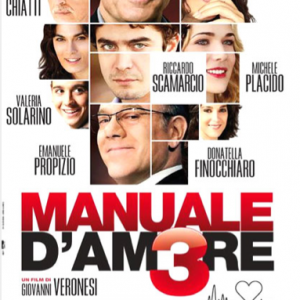 CHIATTI
RICCARDO
SCAMARCIO
MICHELE
PLACIDO
VALERIA
SOLARINO
EMANUELE
PROPIZIO
DONATELLA
FINOCCHIARO
MANUALE
D'AM3RE
UN FILM DI
GIOVANNI VERONESI